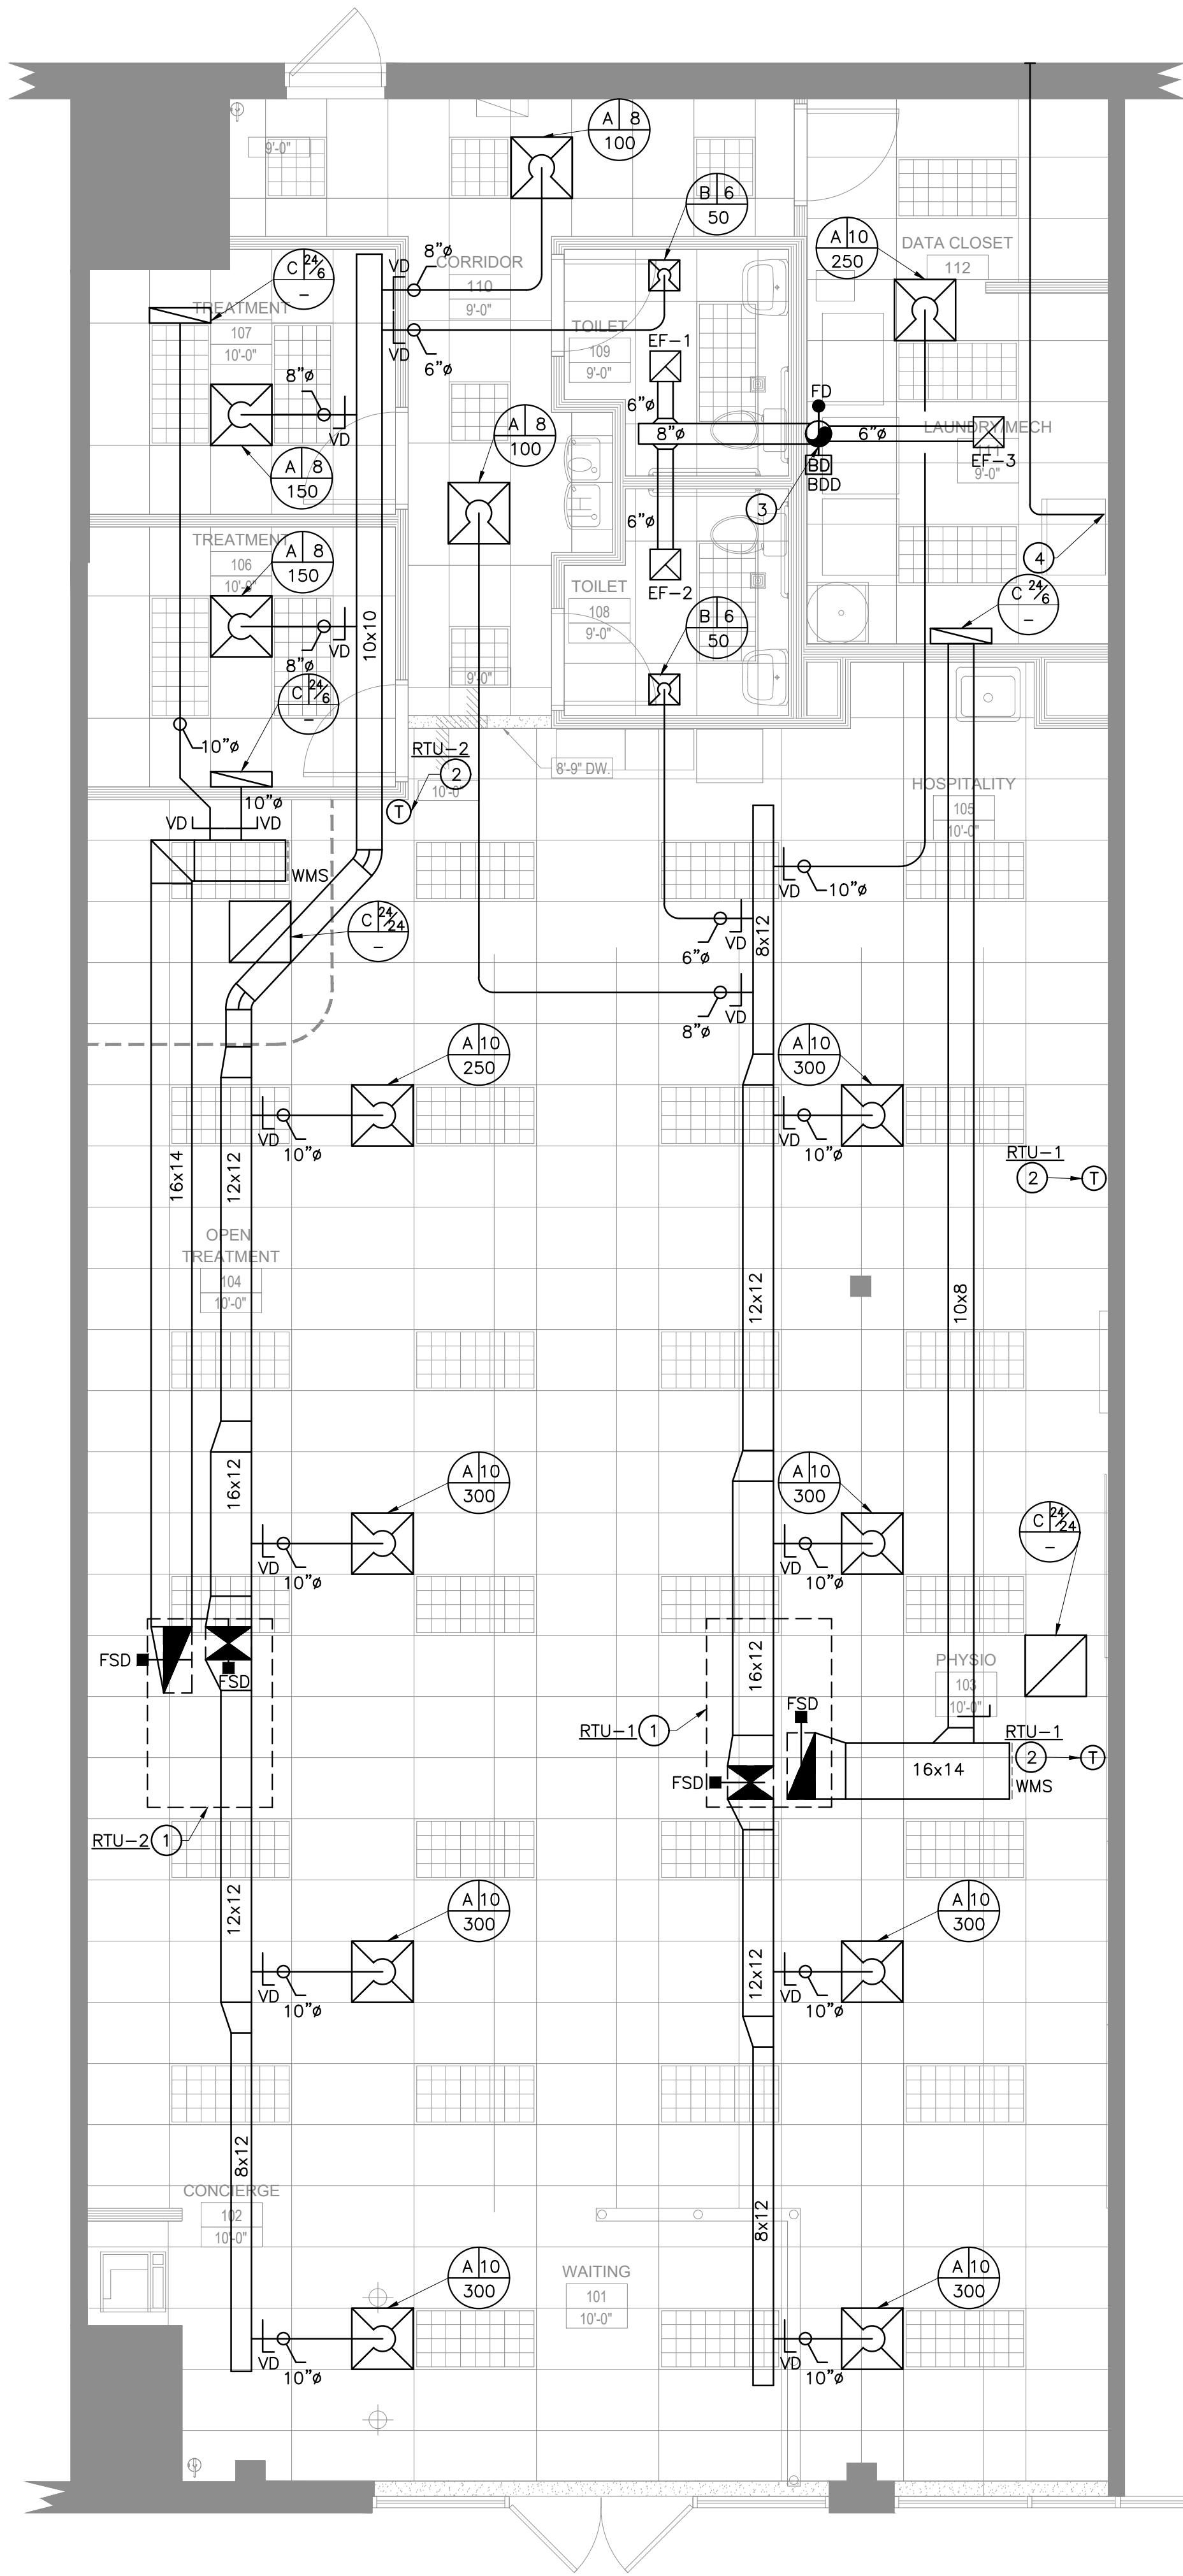 A 8
100
9'-0"
B 6
50
A 10
250
DATA CLOSET
112
C 24/6
-
8"ø
VD
CORRIDOR
110
9'-0"
TREATMENT
107
10'-0"
VD
6"ø
TOILET
109
9'-0"
EF-1
8"ø
VD
A 8
150
A 8
100
6"ø
8"ø
FD
6"ø
LAUNDRY/MECH
111
9'-0"
EF-3
BD
BDD
3
6"ø
4
TREATMENT
106
10'-0"
A 8
150
8"ø
VD
10x10
EF-2
TOILET
108
9'-0"
B 6
50
C 24/6
-
C 24/6
-
9'-0"
10"ø
RTU-2
2
T
10'-0"
8'-9" DW.
HOSPITALITY
105
10'-0"
10"ø
VD
VD
WMS
VD
10"ø
C 24/24
-
6"ø
VD
8x12
8"ø
VD
A 10
250
A 10
300
VD
10"ø
VD
10"ø
16x14
12x12
RTU-1
2
T
OPEN
TREATMENT
104
10'-0"
12x12
10x8
16x12
A 10
300
A 10
300
C 24/24
-
VD
10"ø
VD
10"ø
FSD
FSD
16x12
PHYSIO
103
10'-0"
FSD
RTU-1
1
RTU-1
2
T
FSD
16x14
WMS
RTU-2
1
12x12
A 10
300
A 10
300
12x12
VD
10"ø
VD
10"ø
8x12
CONCIERGE
102
10'-0"
8x12
WAITING
101
10'-0"
A 10
300
A 10
300
VD
10"ø
VD
10"ø